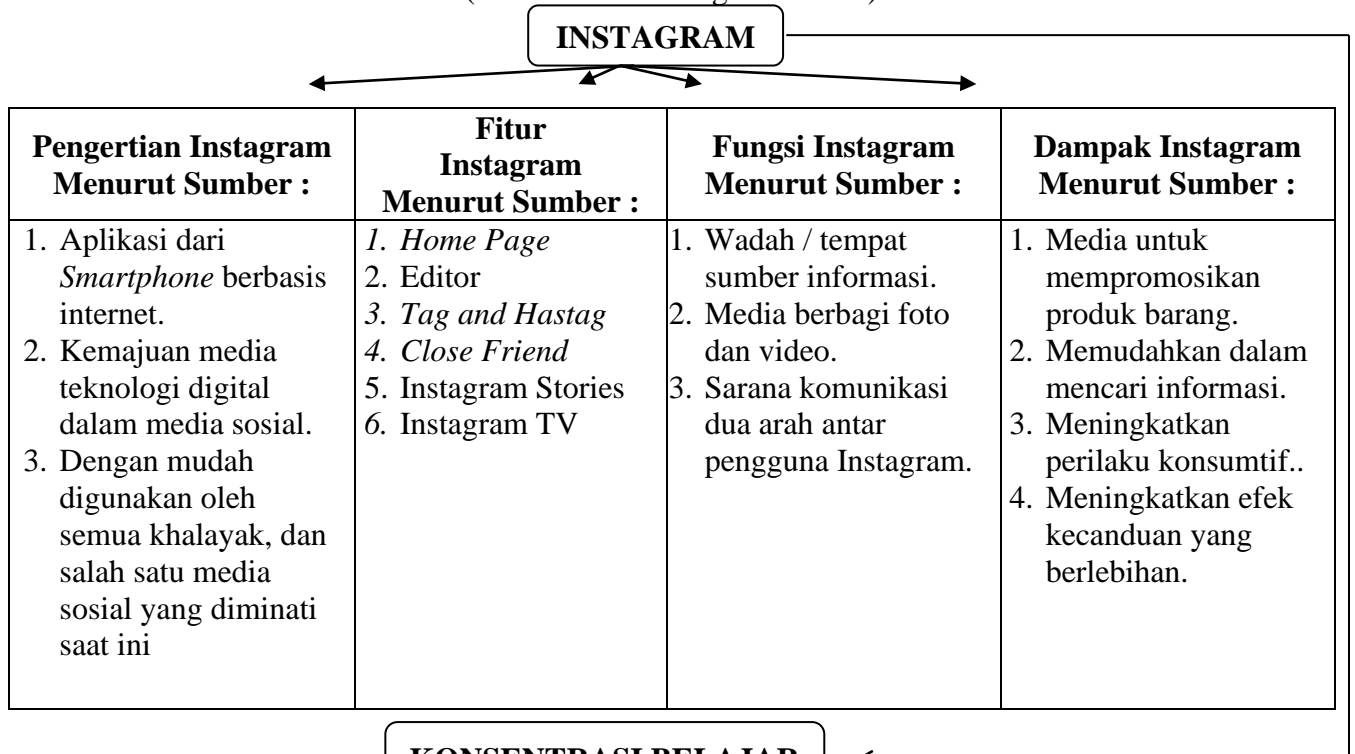 INSTAGRAM
Pengertian Instagram
Menurut Sumber :
Fitur
Instagram
Menurut Sumber :
Fungsi Instagram
Menurut Sumber :
Dampak Instagram
Menurut Sumber :
1. Aplikasi dari
Smartphone berbasis
internet.
2. Kemajuan media
teknologi digital
dalam media sosial.
3. Dengan mudah
digunakan oleh
semua khalayak, dan
salah satu media
sosial yang diminati
saat ini
1. Home Page
2. Editor
3. Tag and Hastag
4. Close Friend
5. Instagram Stories
6. Instagram TV
1. Wadah / tempat
sumber informasi.
2. Media berbagi foto
dan video.
3. Sarana komunikasi
dua arah antar
pengguna Instagram.
1. Media untuk
mempromosikan
produk barang.
2. Memudahkan dalam
mencari informasi.
3. Meningkatkan
perilaku konsumtif..
4. Meningkatkan efek
kecanduan yang
berlebihan.
KONSENTRASI BELAJAR